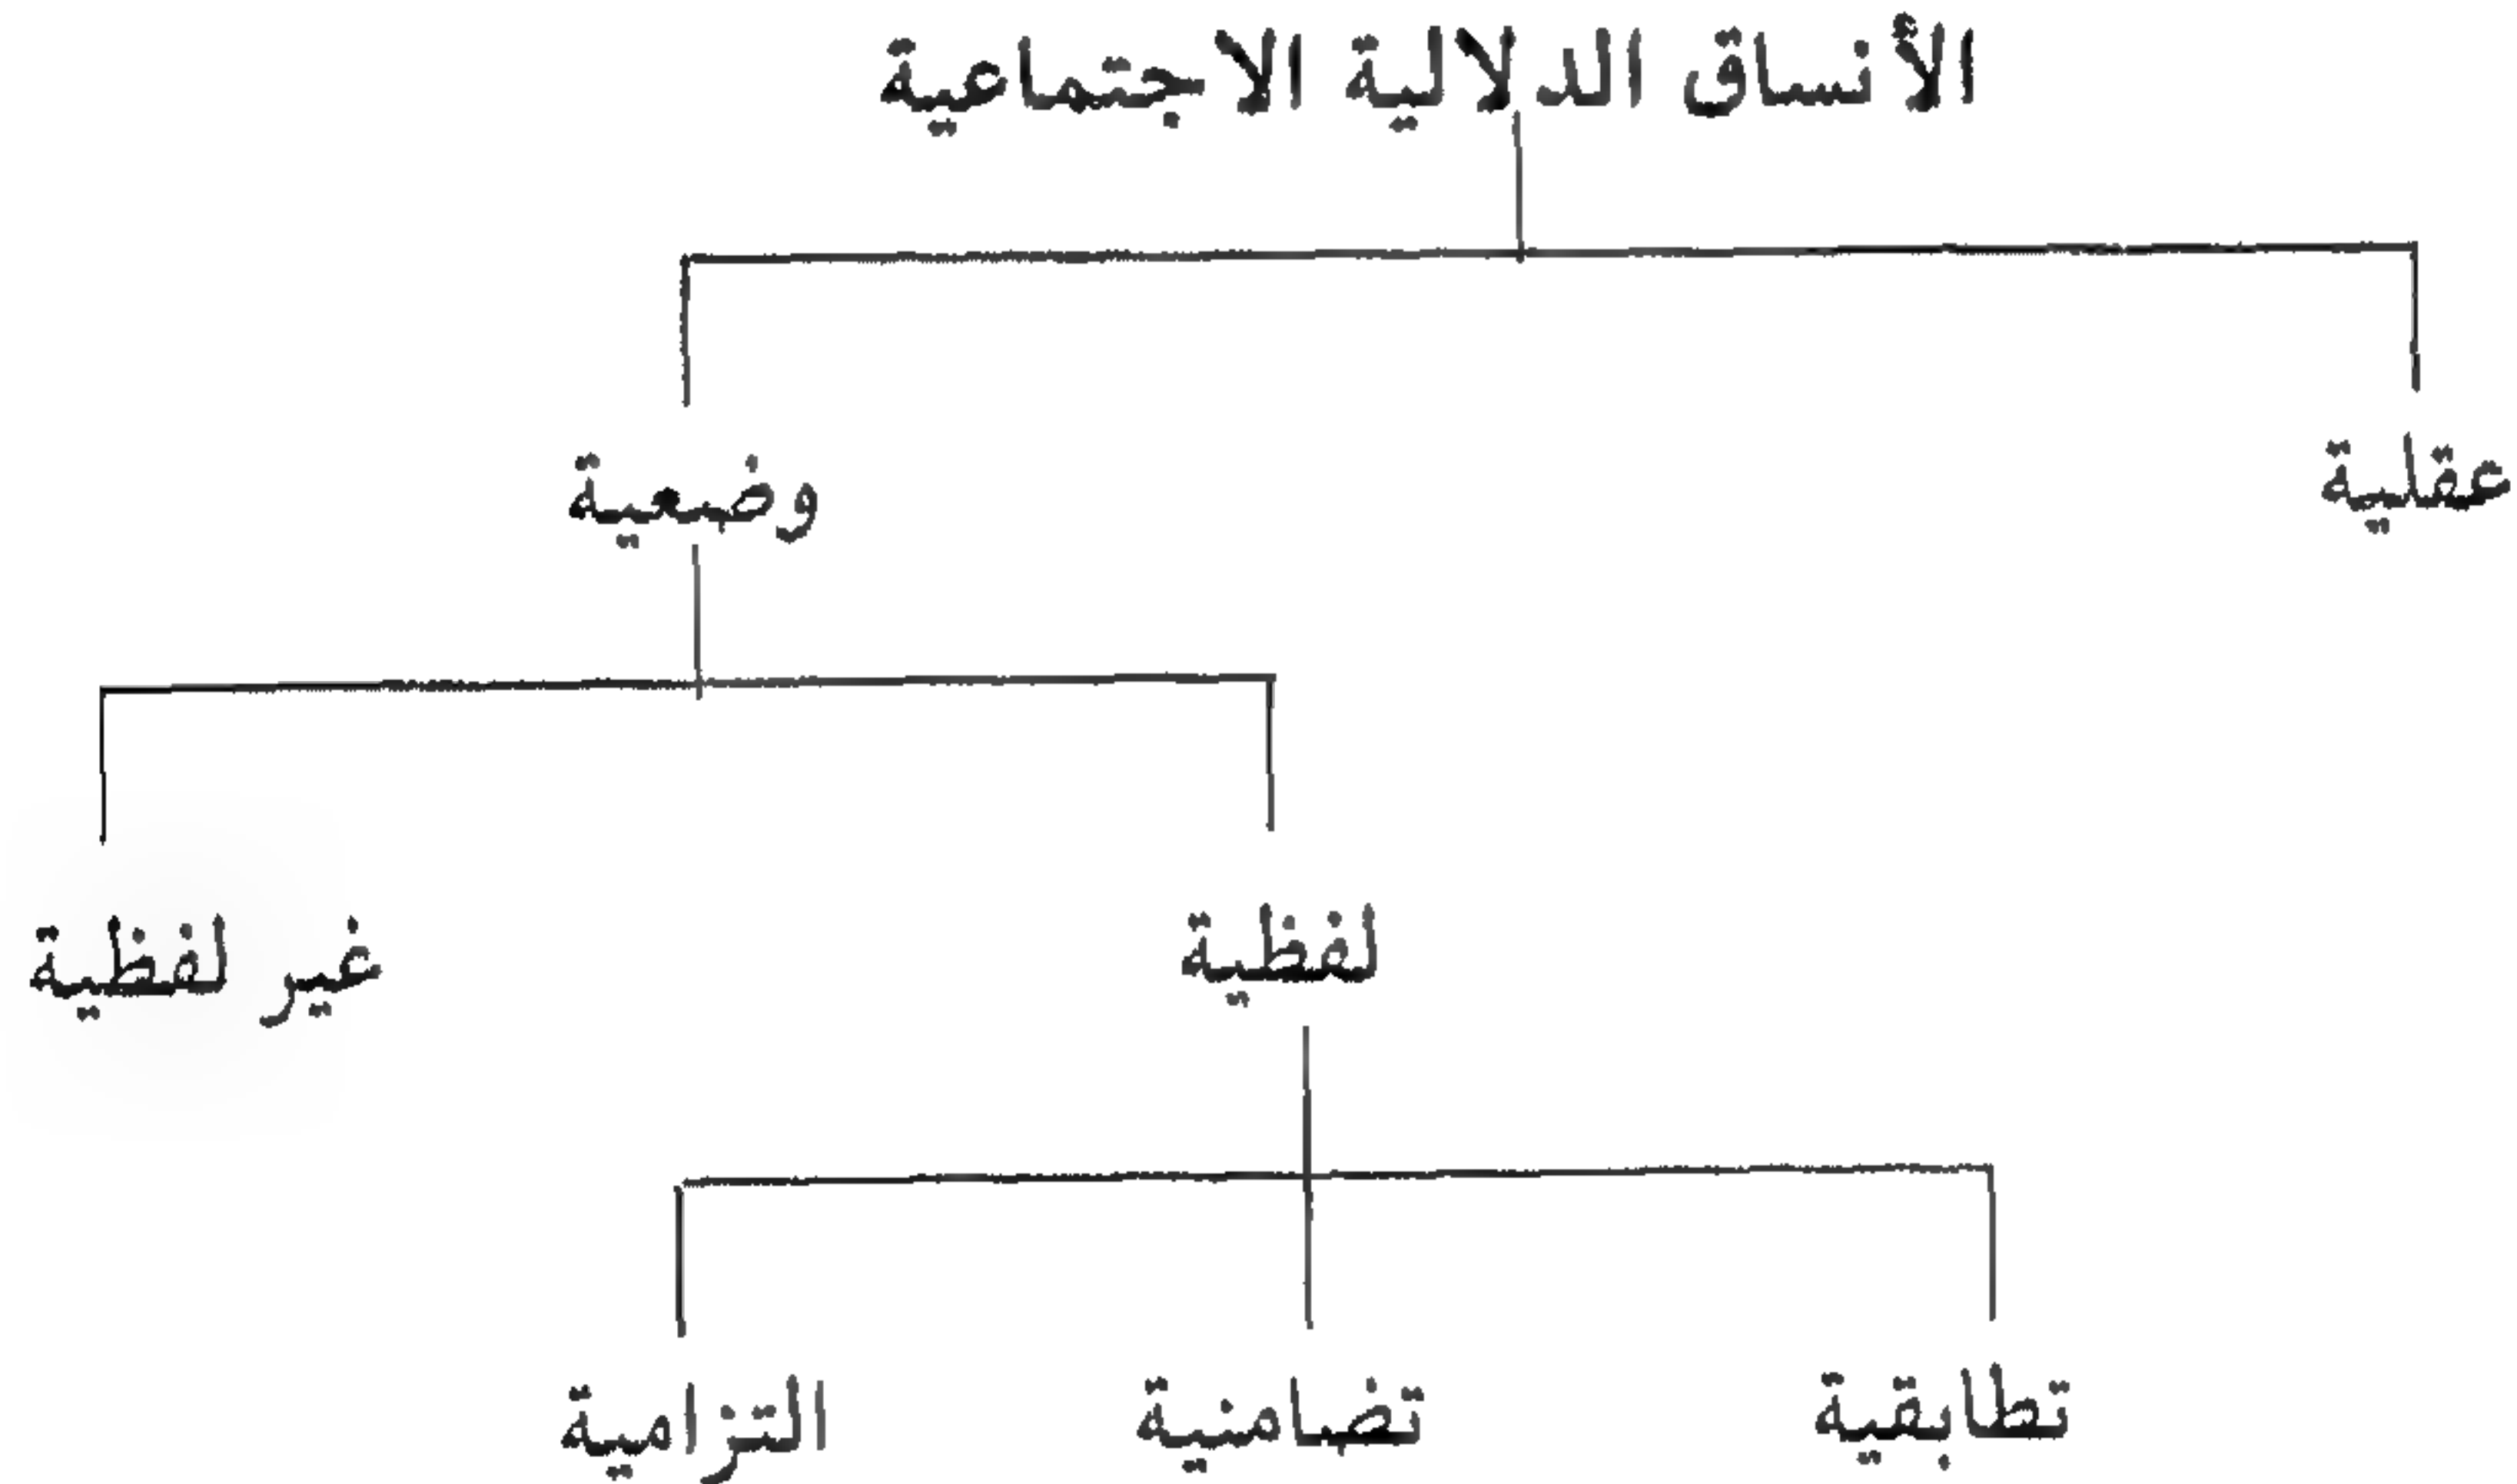 الأنساق الدلالية الاجتماعية
عقلية وضعية
لفظية غير لفظية
تطابقية تضامنية التزامية